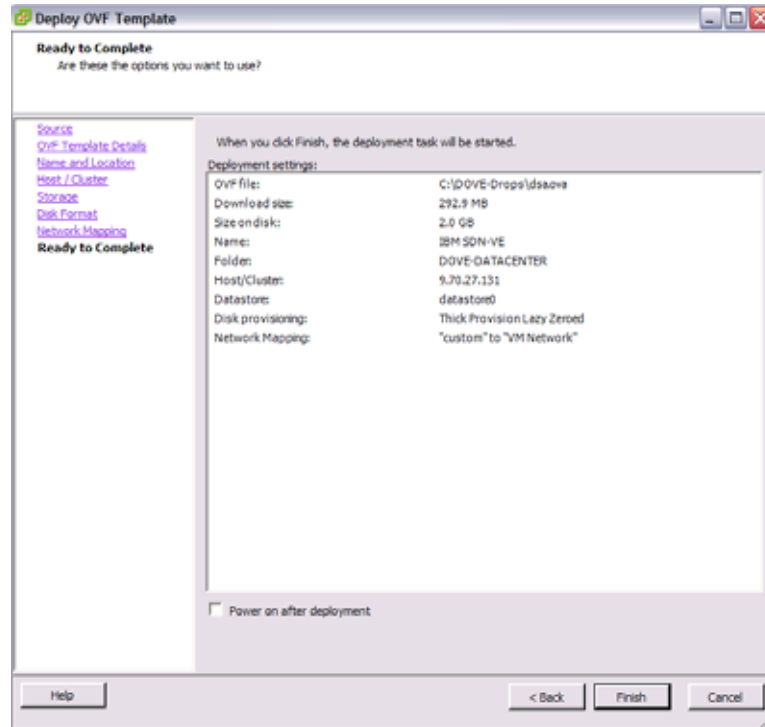 Deploy OVF Template
Ready to Complete
Are these the options you want to use?
Source
OVF Template Details
Name and Location
Host / Cluster
Storage
Disk Format
Network Mapping
Ready to Complete
When you click Finish, the deployment task will be started.
Deployment settings:
OVF file: C:\DOVE-Drops\dsa.ova
Download size: 292.9 MB
Size on disk: 2.0 GB
Name: IBM SDN-VE
Folder: DOVE-DATACENTER
Host/Cluster: 9.70.27.131
Datastore: datastore0
Disk provisioning: Thick Provision Lazy Zeroed
Network Mapping: "custom" to "VM Network"
Power on after deployment
Help < Back Finish Cancel